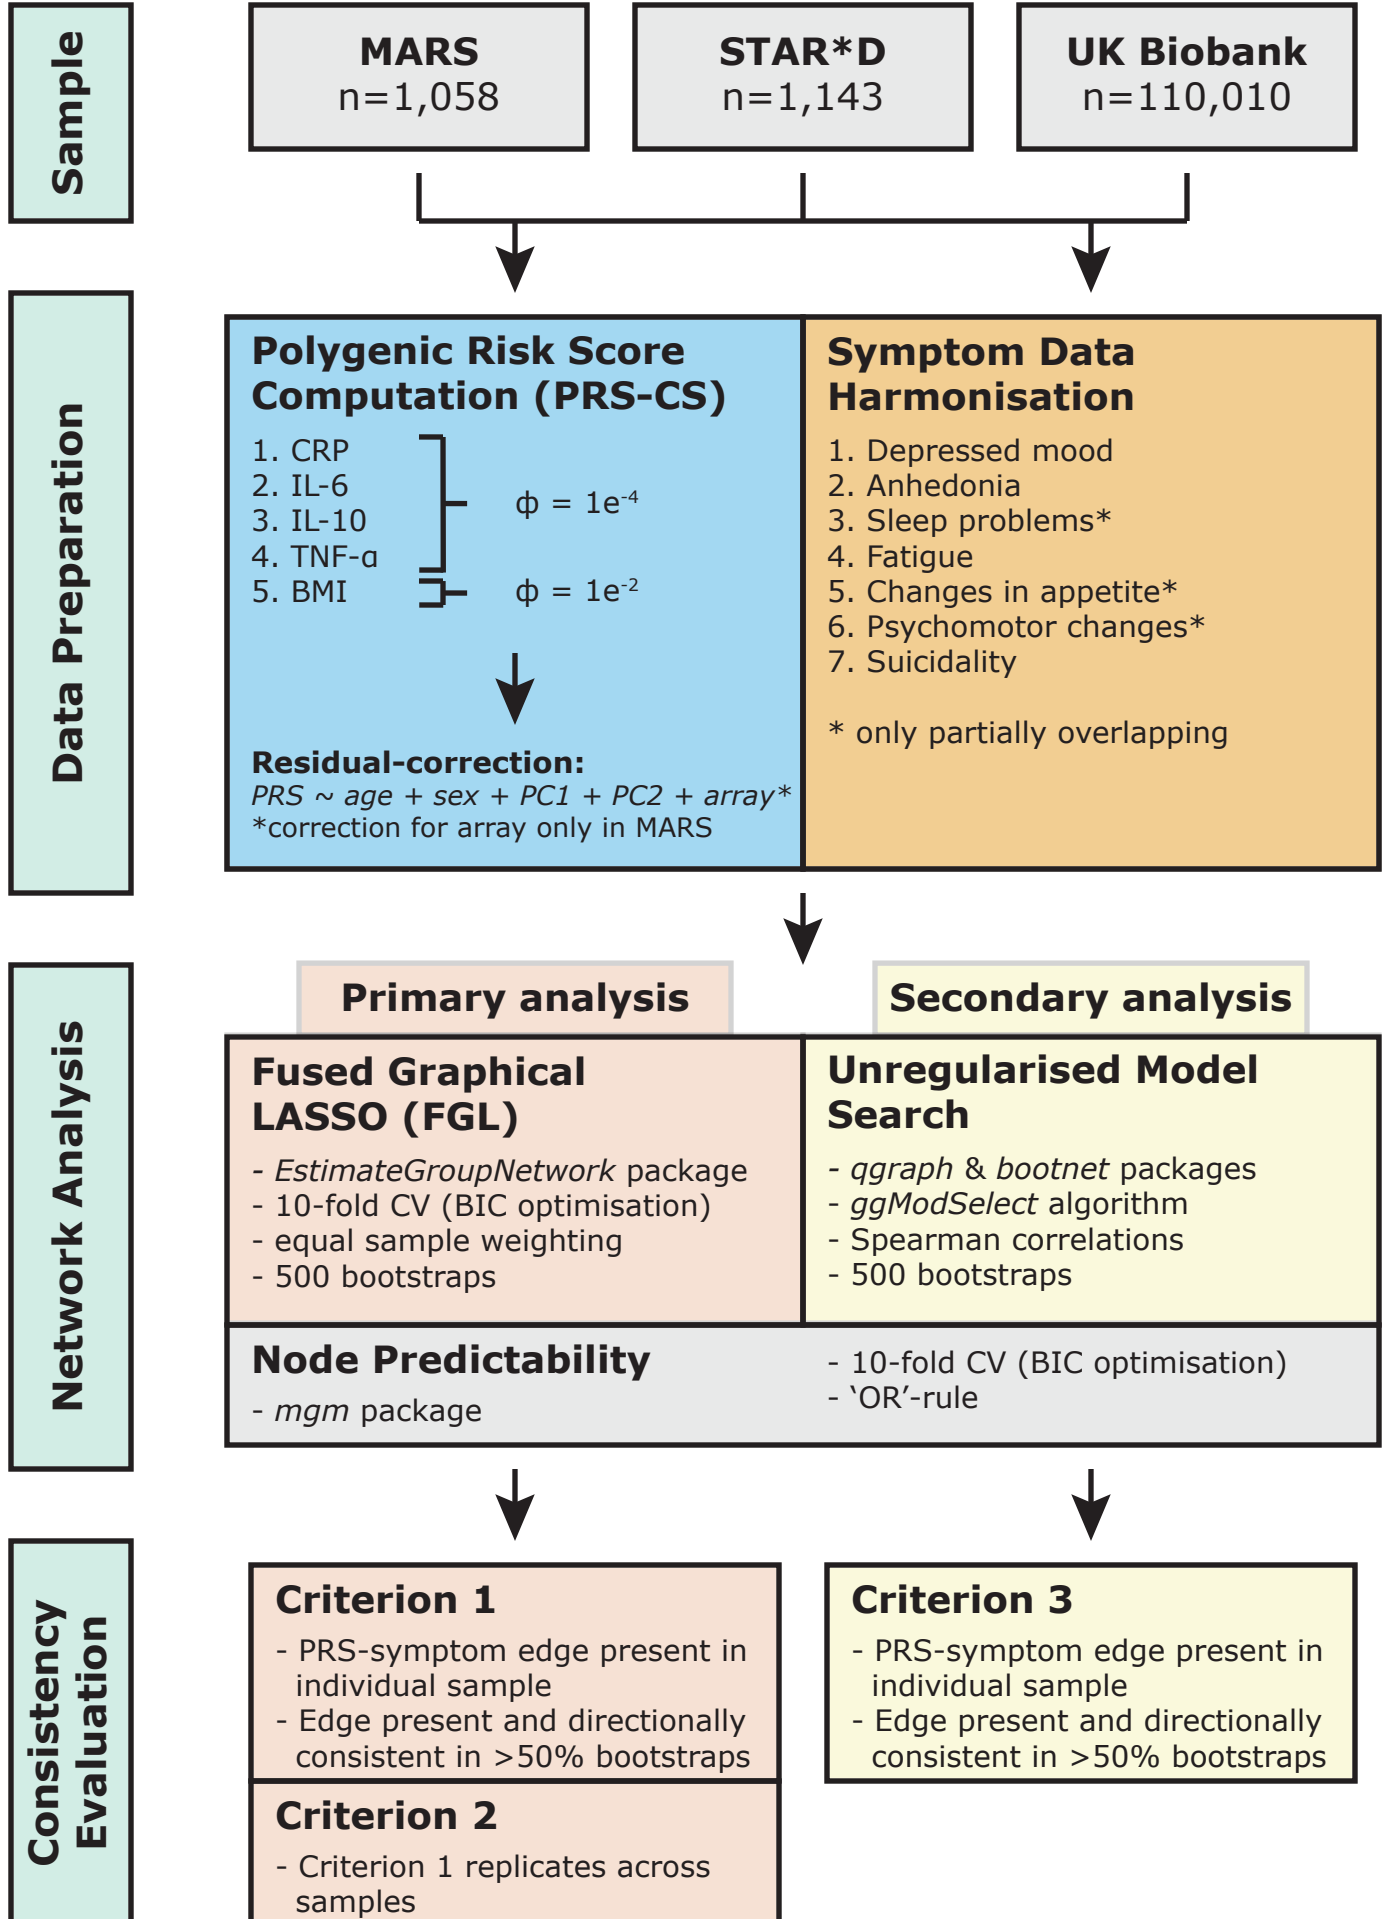 Sample
MARS
n=1,058
STAR*D
n=1,143
UK Biobank
n=110,010
Data Preparation
Polygenic Risk Score
Computation (PRS-CS)
1. CRP
2. IL-6
3. IL-10
4. TNF-α
5. BMI
ϕ = 1e⁻⁴
ϕ = 1e⁻²
Residual-correction:
PRS ~ age + sex + PC1 + PC2 + array*
*correction for array only in MARS
Symptom Data
Harmonisation
1. Depressed mood
2. Anhedonia
3. Sleep problems*
4. Fatigue
5. Changes in appetite*
6. Psychomotor changes*
7. Suicidality
* only partially overlapping
Network Analysis
Primary analysis
Fused Graphical
LASSO (FGL)
- EstimateGroupNetwork package
- 10-fold CV (BIC optimisation)
- equal sample weighting
- 500 bootstraps
Secondary analysis
Unregularised Model
Search
- qgraph & bootnet packages
- ggModSelect algorithm
- Spearman correlations
- 500 bootstraps
Node Predictability
- mgm package
- 10-fold CV (BIC optimisation)
- ‘OR’-rule
Consistency
Evaluation
Criterion 1
- PRS-symptom edge present in
individual sample
- Edge present and directionally
consistent in >50% bootstraps
Criterion 2
- Criterion 1 replicates across
samples
Criterion 3
- PRS-symptom edge present in
individual sample
- Edge present and directionally
consistent in >50% bootstraps